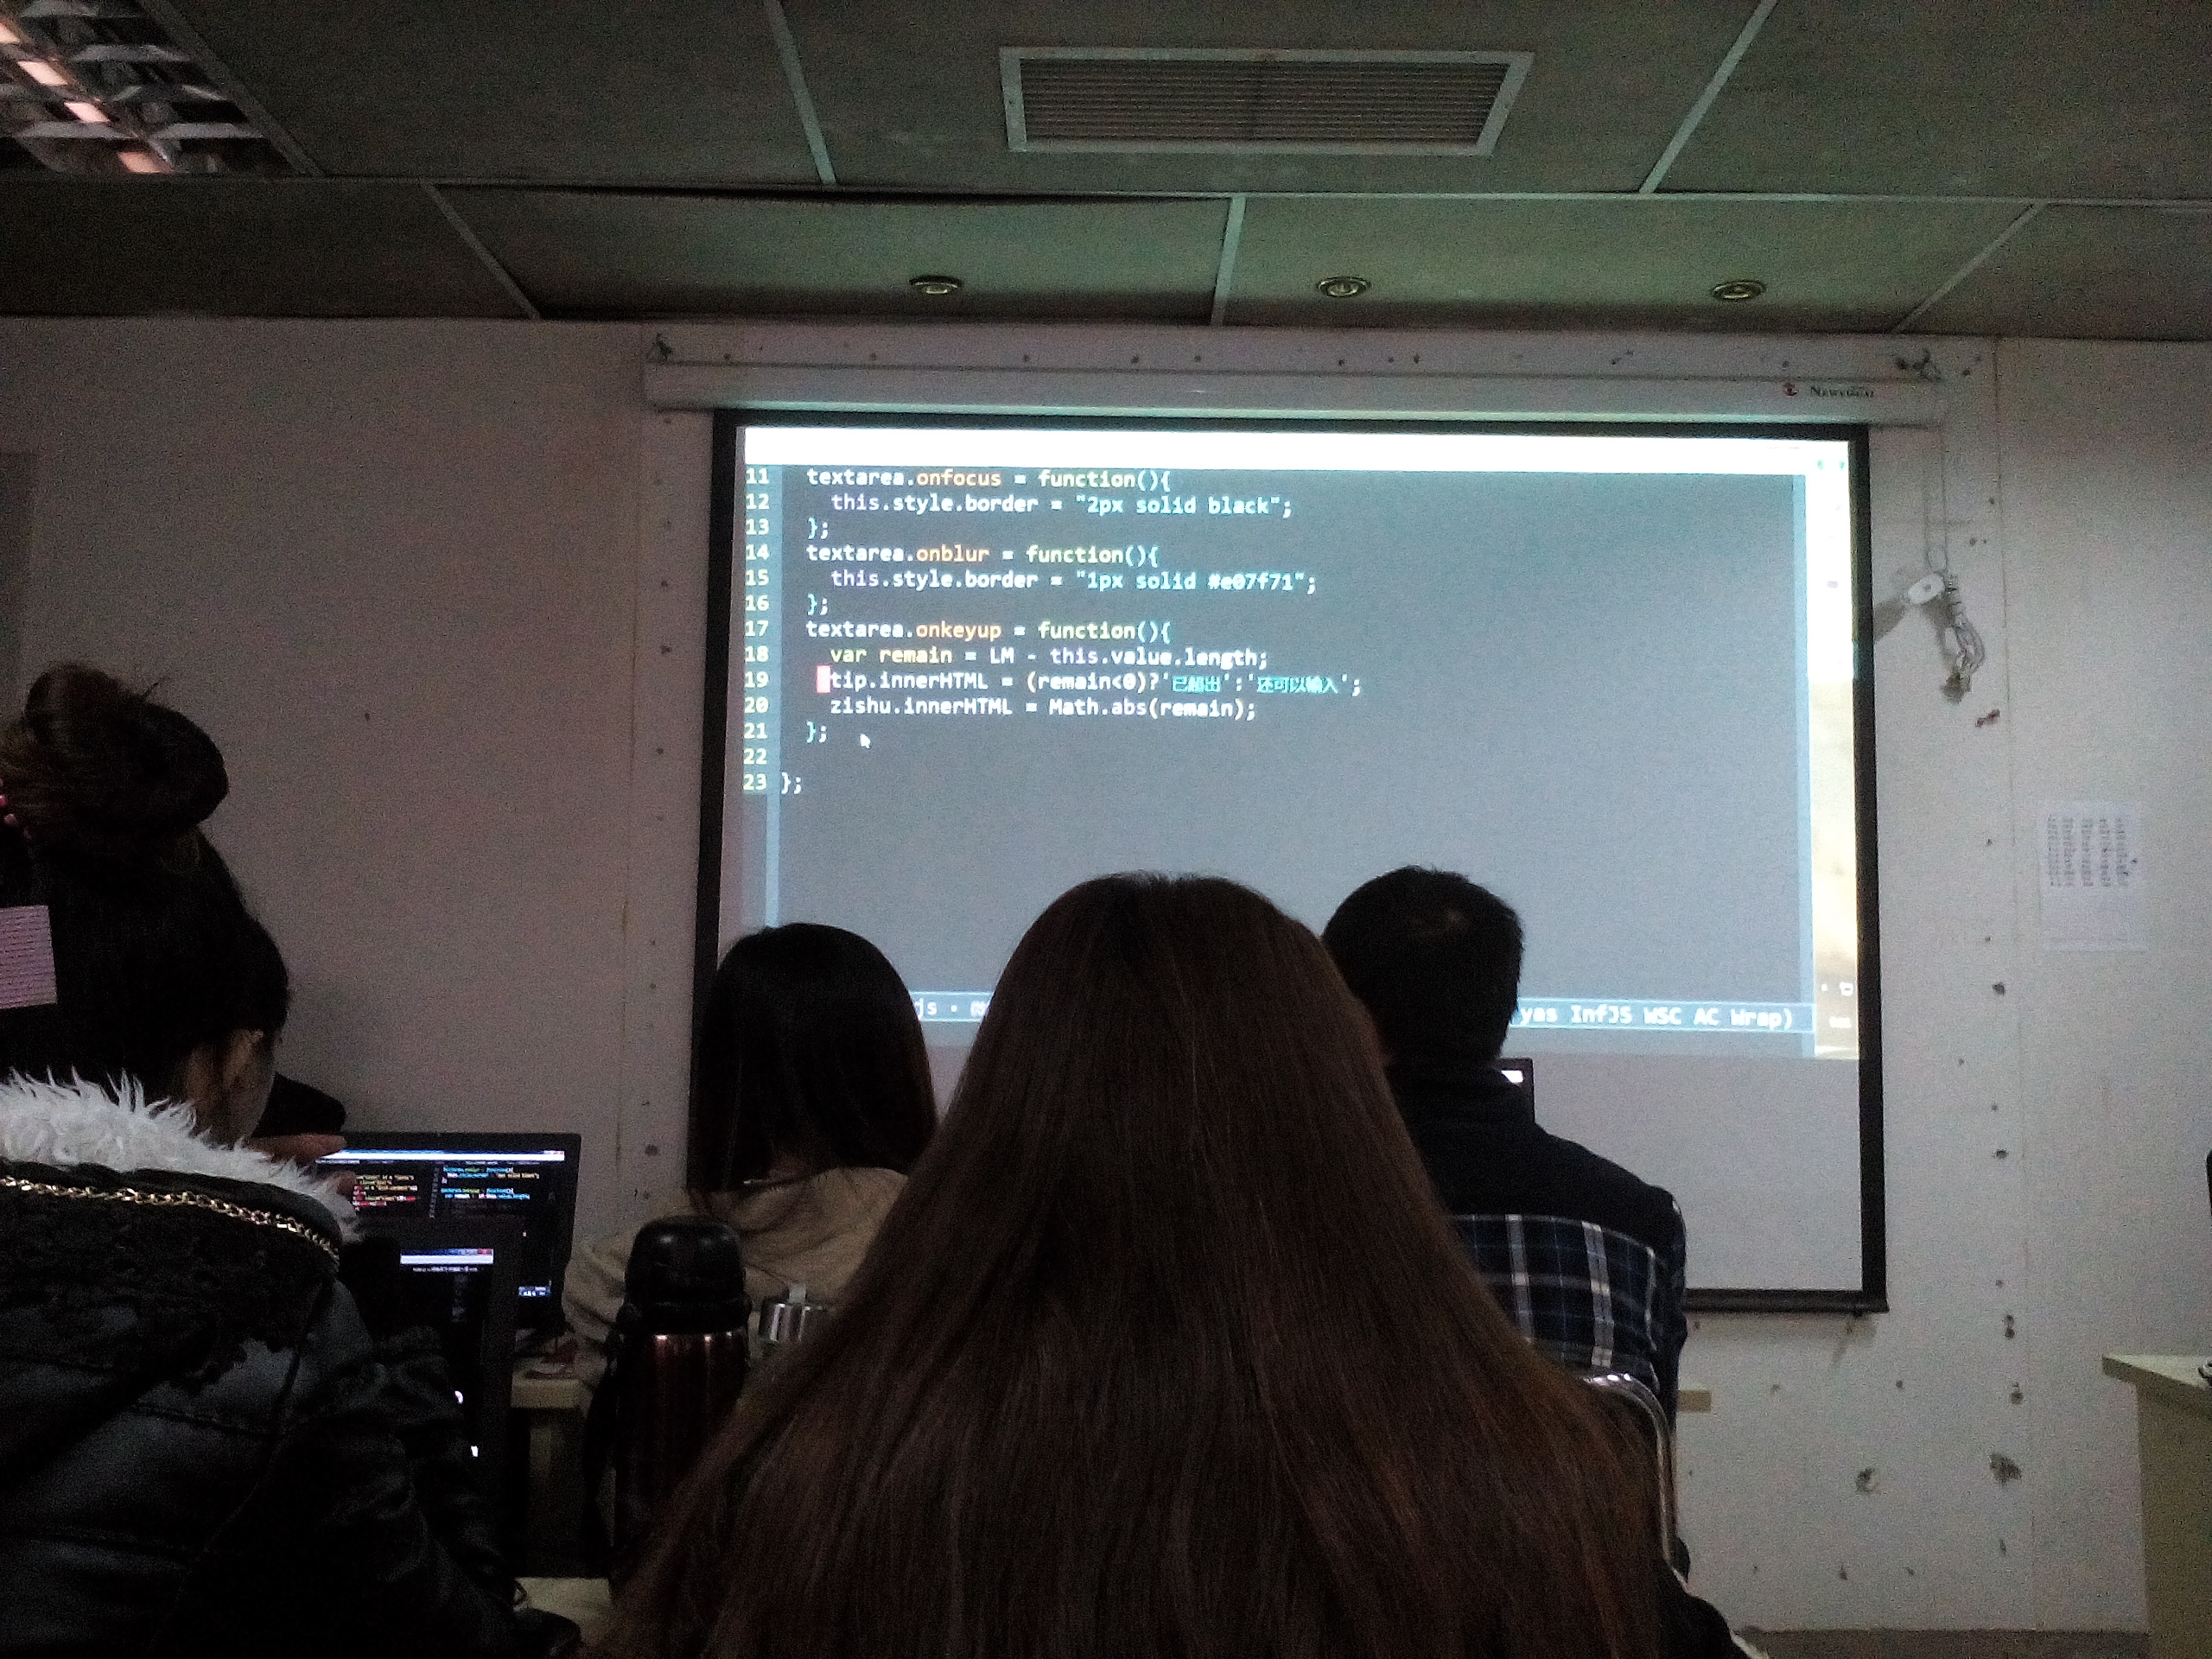 NEWVISUAL
11 textarea.onfocus = function(){
12 this.style.border = "2px solid black";
13 };
14 textarea.onblur = function(){
15 this.style.border = "1px solid #e07f71";
16 };
17 textarea.onkeyup = function(){
18 var remain = LM - this.value.length;
19 tip.innerHTML = (remain<0)?'已超出':'还可以输入';
20 zishu.innerHTML = Math.abs(remain);
21 };
22
23 };
js yas InfJS WSC AC Wrap)